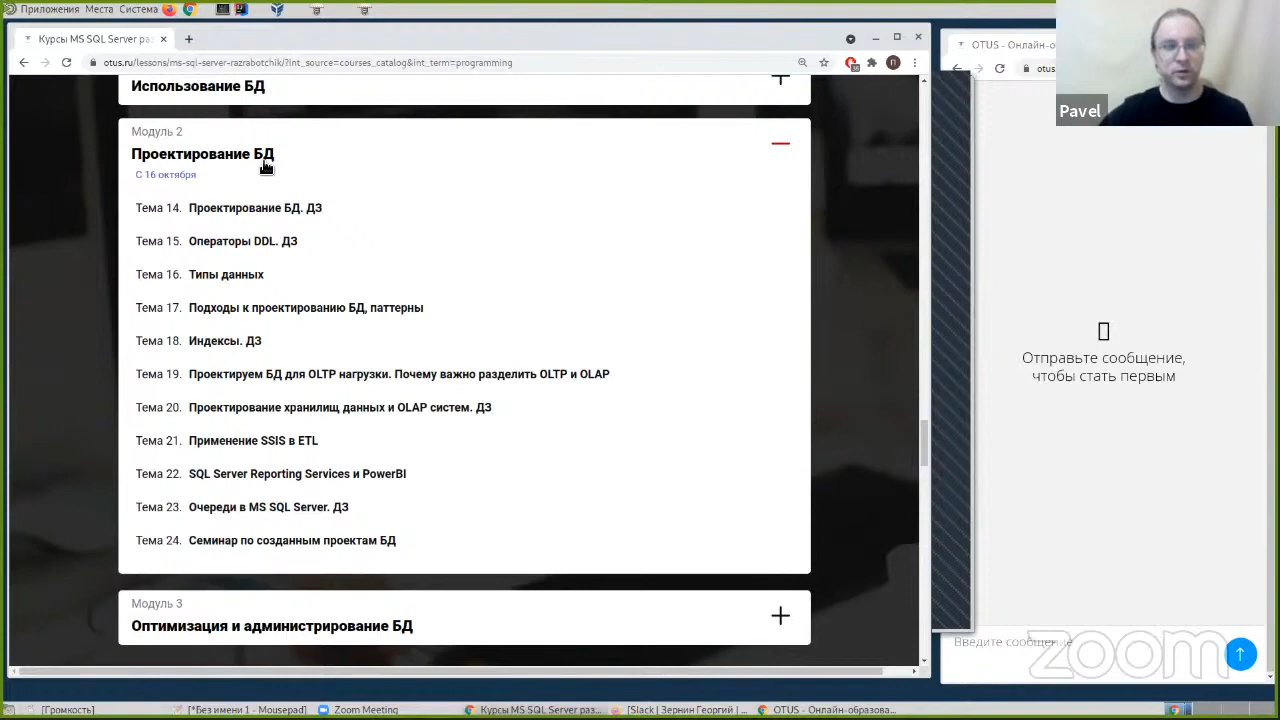 Приложения Места Система
Курсы MS SQL Server раз
OTUS - Онлайн-о
otus.ru/lessons/ms-sql-server-razrabotchik/?int_source=courses_catalog&int_term=programming
otus.
Pavel
Использование БД
Модуль 2
Проектирование БД
С 16 октября
Тема 14. Проектирование БД. ДЗ
Тема 15. Операторы DDL. ДЗ
Тема 16. Типы данных
Тема 17. Подходы к проектированию БД, паттерны
Тема 18. Индексы. ДЗ
Тема 19. Проектируем БД для OLTP нагрузки. Почему важно разделить OLTP и OLAP
Тема 20. Проектирование хранилищ данных и OLAP систем. ДЗ
Тема 21. Применение SSIS в ETL
Тема 22. SQL Server Reporting Services и PowerBI
Тема 23. Очереди в MS SQL Server. ДЗ
Тема 24. Семинар по созданным проектам БД
Модуль 3
Оптимизация и администрирование БД
Отправьте сообщение,
чтобы стать первым
Введите сообщение
zoom
[Громкость]
[*Без имени 1 - Mousepad]
Zoom Meeting
Курсы MS SQL Server раз...
[Slack | Зернин Георгий | ...
OTUS - Онлайн-образова...